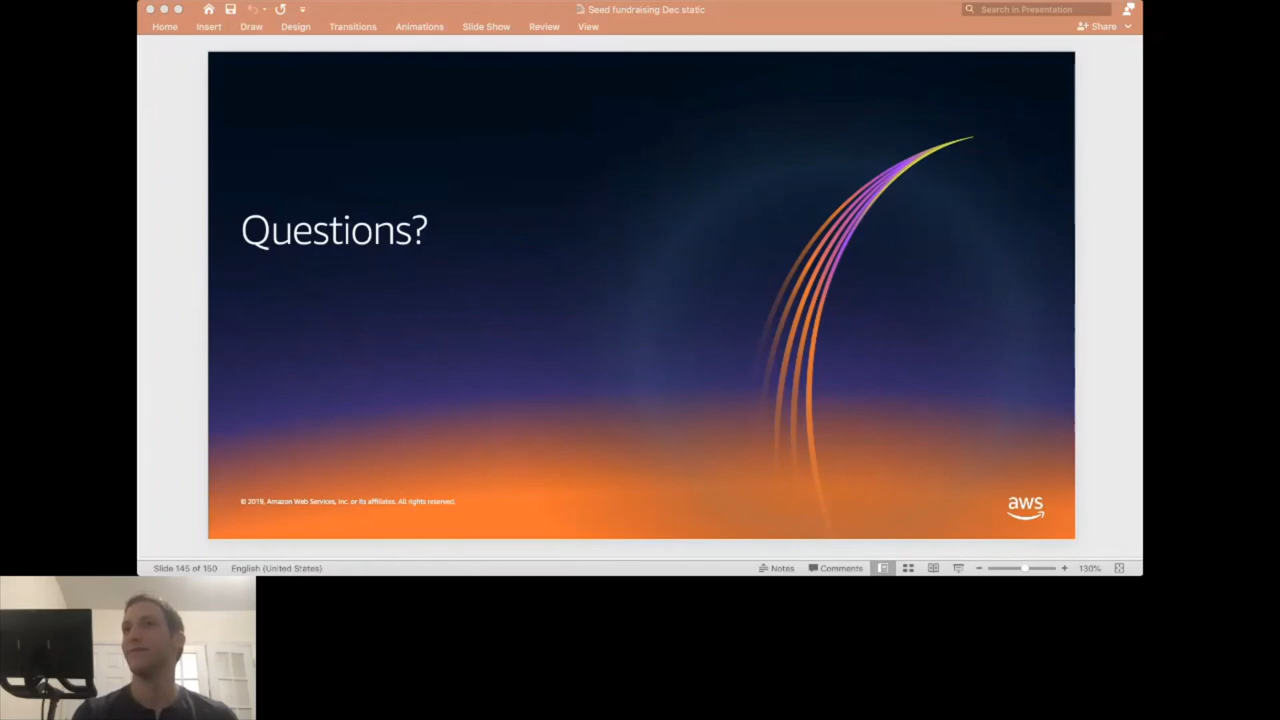 Seed fundraising Dec static
Search in Presentation
Home Insert Draw Design Transitions Animations Slide Show Review View Share
Questions?
© 2019, Amazon Web Services, Inc. or its affiliates. All rights reserved.
aws
Slide 145 of 150 English (United States) Notes Comments 130%